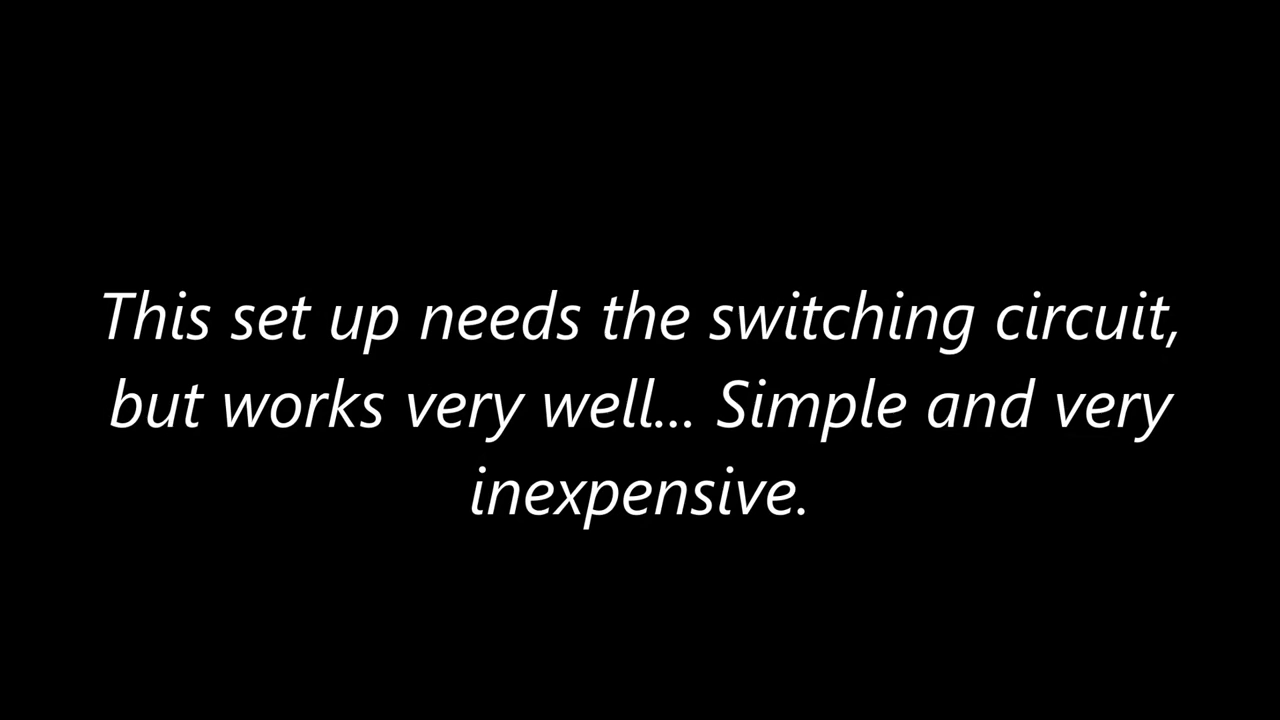 This set up needs the switching circuit,
but works very well... Simple and very
inexpensive.